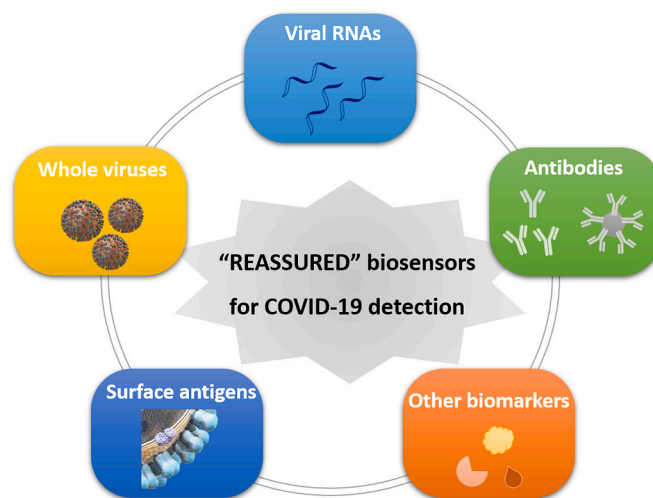 Viral RNAs
Whole viruses
Antibodies
“REASSURED” biosensors
for COVID-19 detection
Surface antigens
Other biomarkers